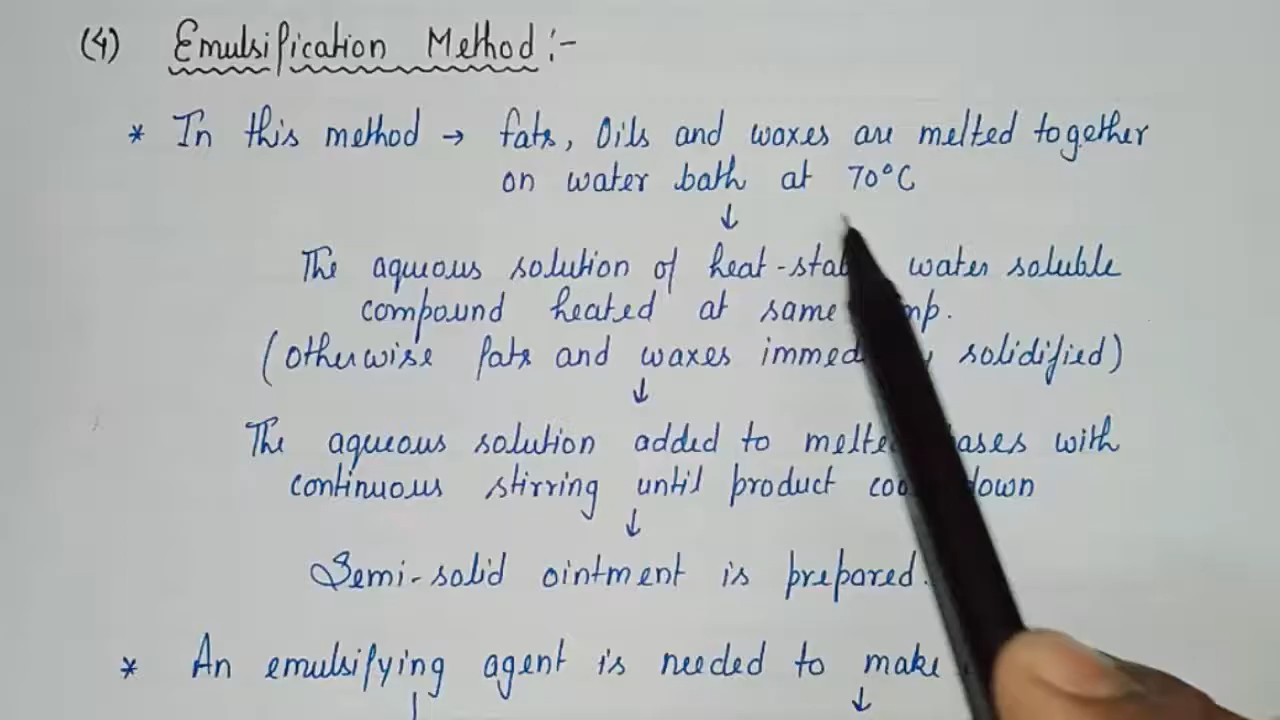 (4) Emulsification Method :-
* In this method → fats, Oils and waxes are melted together
on water bath at 70°C
↓
The aqueous solution of heat-stab water soluble
compound heated at same mp.
(Otherwise fats and waxes immed solidified)
↓
The aqueous solution added to melte ases with
continuous stirring until product coo down
↓
Semi-solid ointment is prepared.
* An emulsifying agent is needed to make
↓ ↓